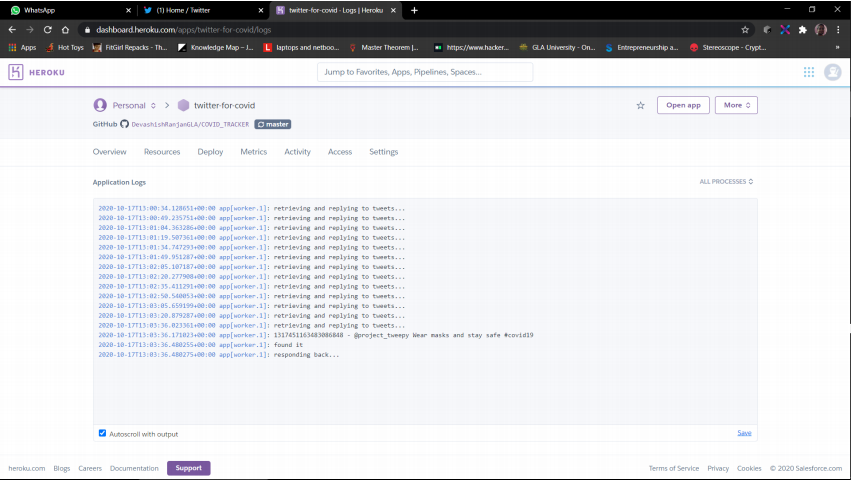 WhatsApp
(1) Home / Twitter
twitter-for-covid - Logs | Heroku
dashboard.heroku.com/apps/twitter-for-covid/logs
Apps Hot Toys FitGirl Repacks - Th... Knowledge Map – J... laptops and netboo... Master Theorem |... https://www.hacker... GLA University - On... Entrepreneurship a... Stereoscope - Crypt...
HEROKU
Jump to Favorites, Apps, Pipelines, Spaces...
Personal twitter-for-covid
Open app More
GitHub DevashishRanjanGLA/COVID_TRACKER master
Overview Resources Deploy Metrics Activity Access Settings
Application Logs
ALL PROCESSES
2020-10-17T13:00:34.128651+00:00 app[worker.1]: retrieving and replying to tweets...
2020-10-17T13:00:49.235751+00:00 app[worker.1]: retrieving and replying to tweets...
2020-10-17T13:01:04.363286+00:00 app[worker.1]: retrieving and replying to tweets...
2020-10-17T13:01:19.507361+00:00 app[worker.1]: retrieving and replying to tweets...
2020-10-17T13:01:34.747293+00:00 app[worker.1]: retrieving and replying to tweets...
2020-10-17T13:01:49.951287+00:00 app[worker.1]: retrieving and replying to tweets...
2020-10-17T13:02:05.107187+00:00 app[worker.1]: retrieving and replying to tweets...
2020-10-17T13:02:20.277908+00:00 app[worker.1]: retrieving and replying to tweets...
2020-10-17T13:02:35.411291+00:00 app[worker.1]: retrieving and replying to tweets...
2020-10-17T13:02:50.540053+00:00 app[worker.1]: retrieving and replying to tweets...
2020-10-17T13:03:05.659199+00:00 app[worker.1]: retrieving and replying to tweets...
2020-10-17T13:03:20.879287+00:00 app[worker.1]: retrieving and replying to tweets...
2020-10-17T13:03:36.023361+00:00 app[worker.1]: retrieving and replying to tweets...
2020-10-17T13:03:36.171023+00:00 app[worker.1]: 1317451163483086848 - @project_tweepy Wear masks and stay safe #covid19
2020-10-17T13:03:36.480255+00:00 app[worker.1]: found it
2020-10-17T13:03:36.480275+00:00 app[worker.1]: responding back...
Autoscroll with output
Save
heroku.com Blogs Careers Documentation Support
Terms of Service Privacy Cookies © 2020 Salesforce.com